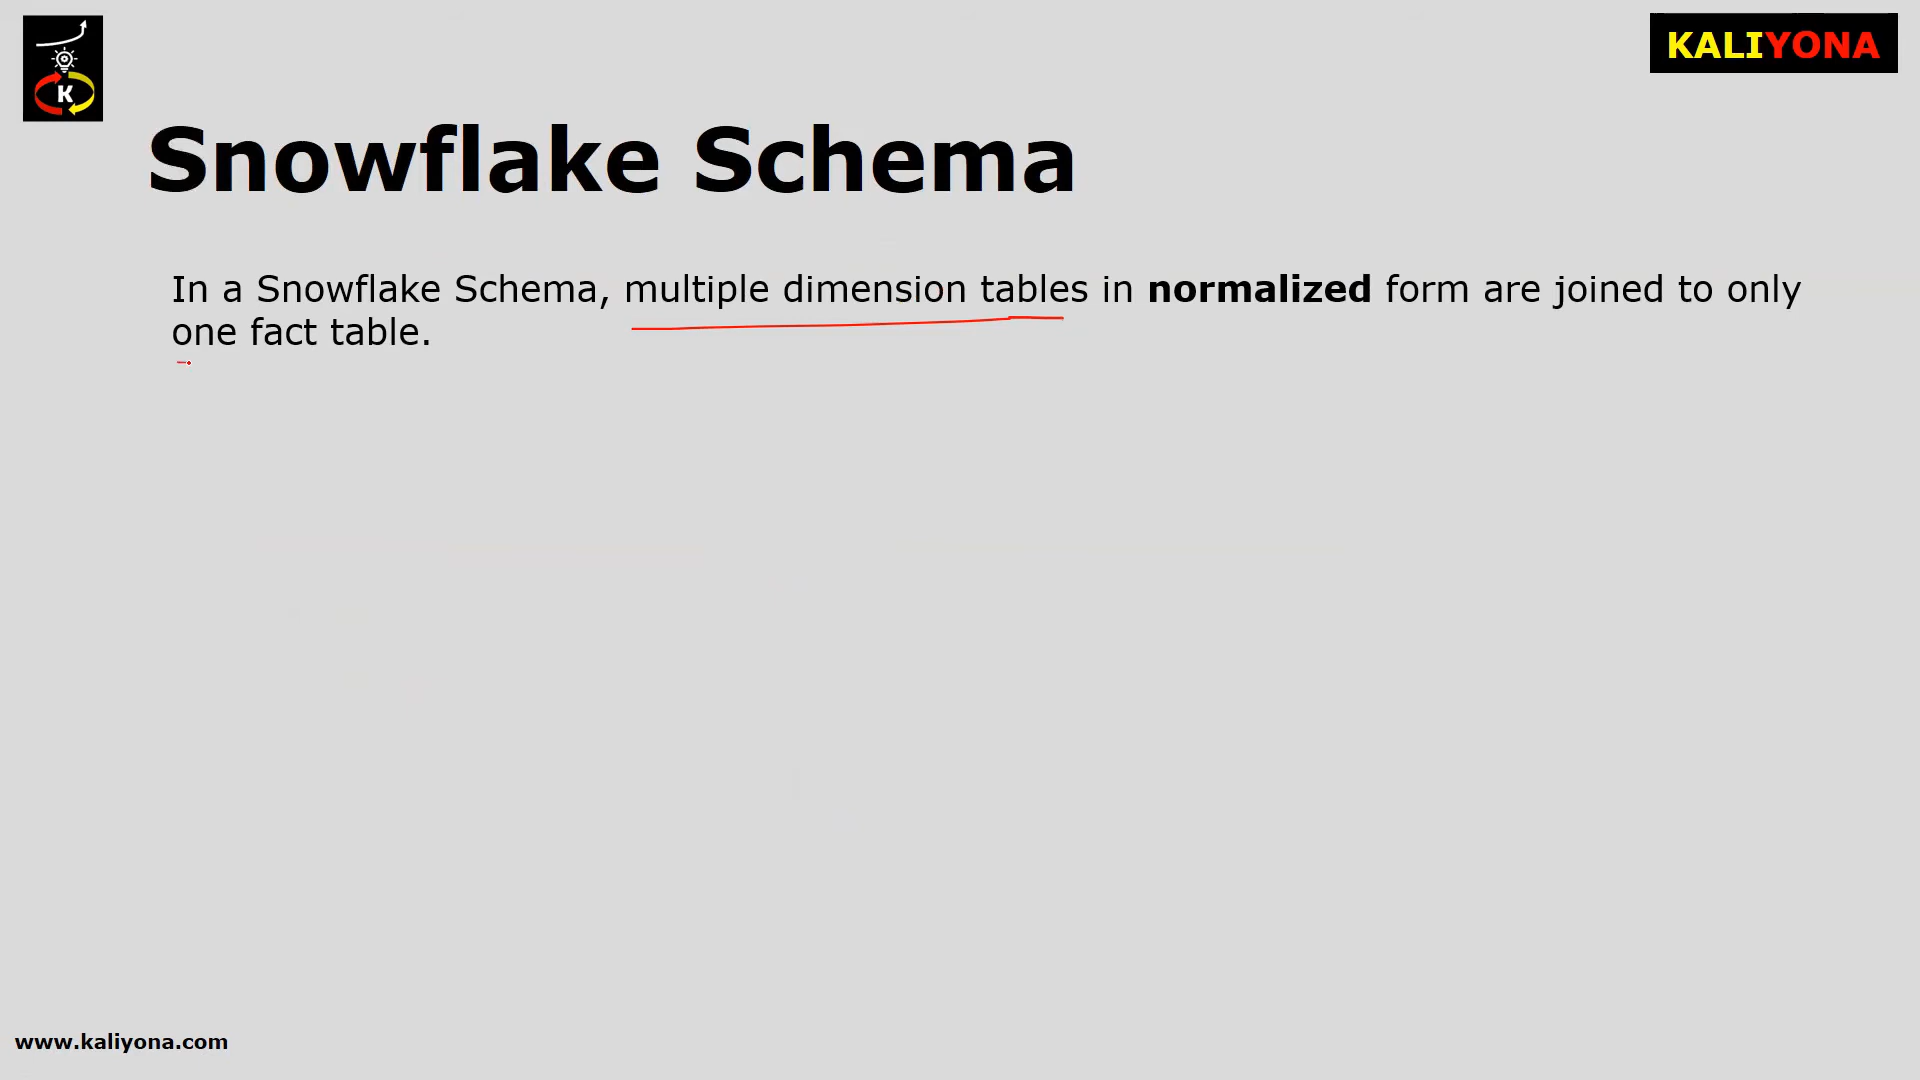 K
KALIYONA
Snowflake Schema
In a Snowflake Schema, multiple dimension tables in normalized form are joined to only
one fact table.
www.kaliyona.com